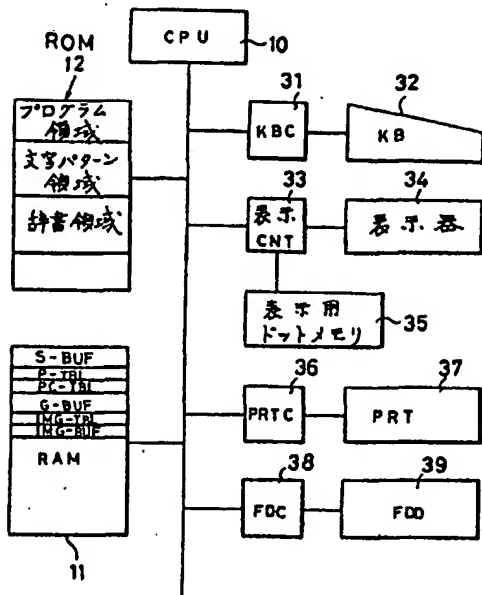 CPU
10
ROM
12
プログラム
領域
文字パターン
領域
辞書領域
31
KBC
32
KB
33
表示
CNT
34
表示器
表示用
ドットメモリ
35
S-BUF
P-TBL
PC-TBL
G-BUF
IMG-TBL
IMG-BUF
RAM
11
36
PRTC
37
PRT
38
FDC
39
FDD